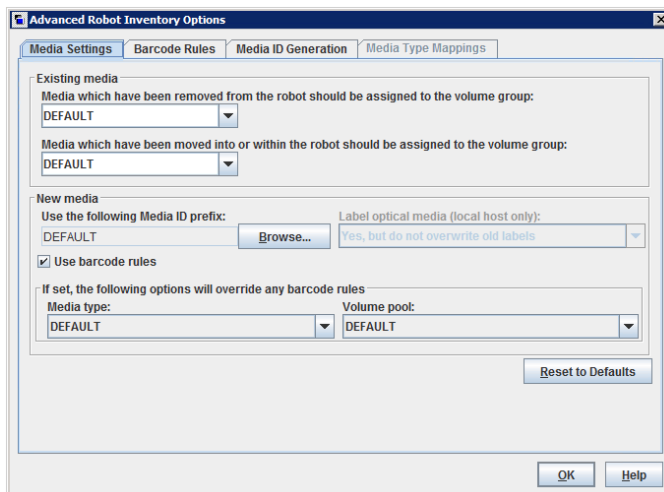 Advanced Robot Inventory Options
Media Settings Barcode Rules Media ID Generation Media Type Mappings
Existing media
Media which have been removed from the robot should be assigned to the volume group:
DEFAULT
Media which have been moved into or within the robot should be assigned to the volume group:
DEFAULT
New media
Use the following Media ID prefix: Label optical media (local host only):
DEFAULT Browse... Yes, but do not overwrite old labels
Use barcode rules
If set, the following options will override any barcode rules
Media type: Volume pool:
DEFAULT DEFAULT
Reset to Defaults
OK Help